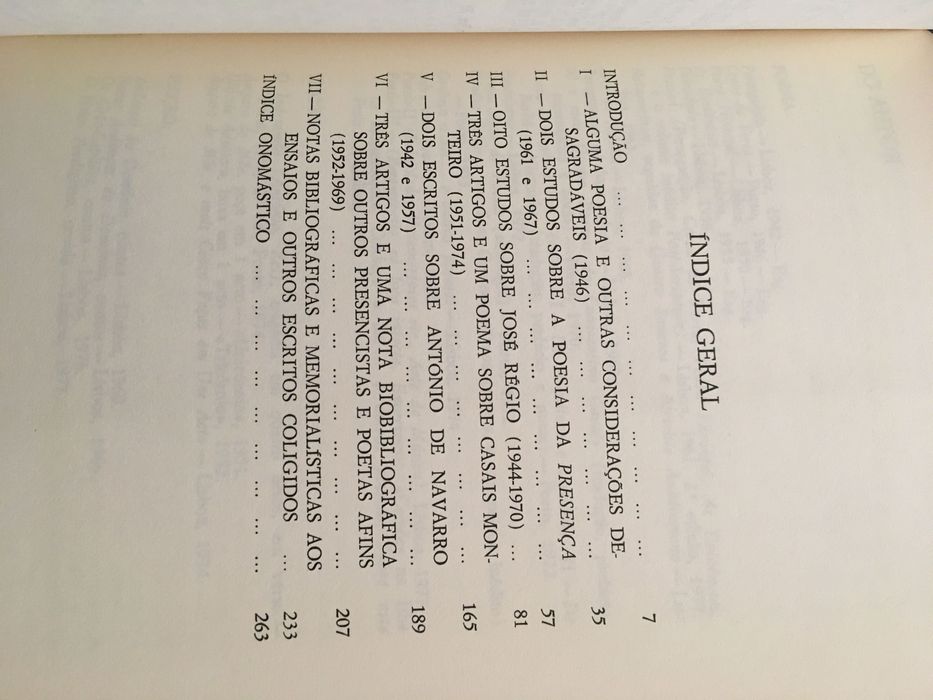 ÍNDICE GERAL
INTRODUÇÃO ... ... ... ... ... ... ... ... ... ... ... 7
I — ALGUMA POESIA E OUTRAS CONSIDERAÇÕES DE-
SAGRADÁVEIS (1946) ... ... ... ... ... ... ... 35
II — DOIS ESTUDOS SOBRE A POESIA DA PRESENÇA
(1961 e 1967) ... ... ... ... ... ... ... ... ... 57
III — OITO ESTUDOS SOBRE JOSÉ RÉGIO (1944-1970) ... 81
IV — TRÊS ARTIGOS E UM POEMA SOBRE CASAIS MON-
TEIRO (1951-1974) ... ... ... ... ... ... ... ... 165
V — DOIS ESCRITOS SOBRE ANTÓNIO DE NAVARRO
(1942 e 1957) ... ... ... ... ... ... ... ... ... 189
VI — TRÊS ARTIGOS E UMA NOTA BIOBIBLIOGRÁFICA
SOBRE OUTROS PRESENCISTAS E POETAS AFINS
(1952-1969) ... ... ... ... ... ... ... ... ... 207
VII — NOTAS BIBLIOGRÁFICAS E MEMORIALÍSTICAS AOS
ENSAIOS E OUTROS ESCRITOS COLIGIDOS ... 233
ÍNDICE ONOMÁSTICO ... ... ... ... ... ... ... ... ... 263